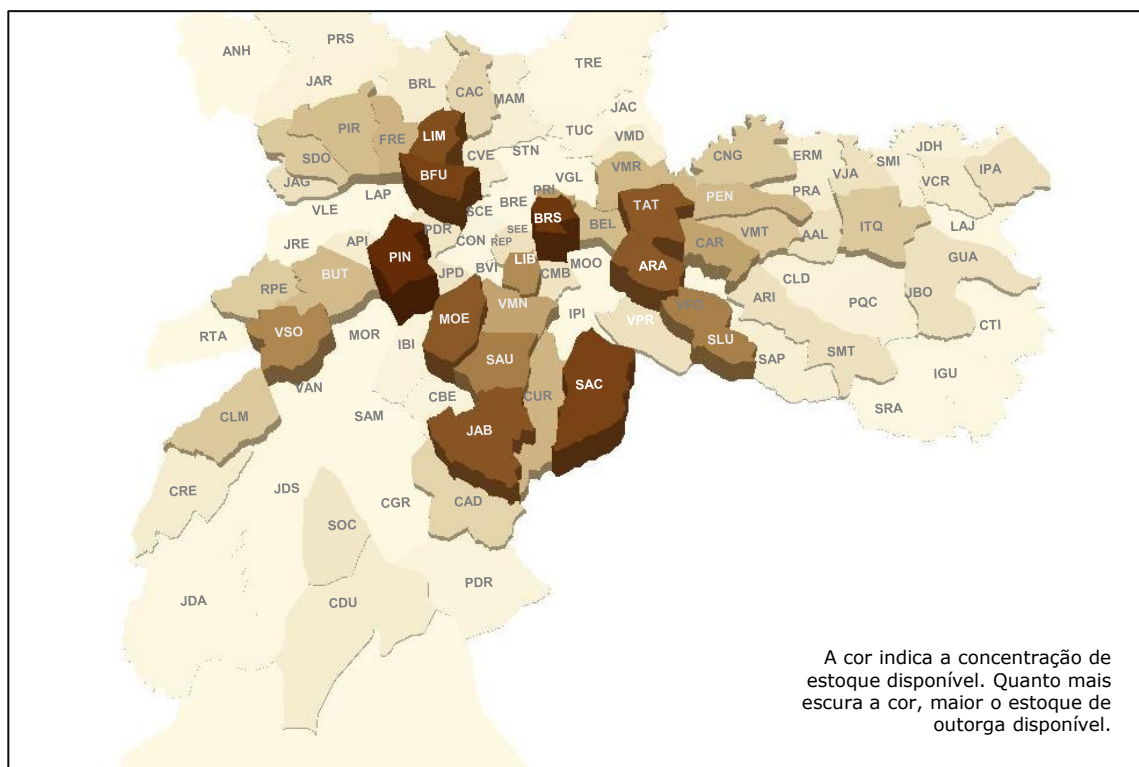 PRS
ANH
TRE
JAR
BRL
CAC
MAM
JAC
TUC
VMD
PIR
FRE
LIM
STN
CVE
SDO
BFU
VGL
VMR
CNG
ERM
SMI
JDH
VJA
IPA
VCR
JAG
LAP
PRI
PRA
PEN
BRE
TAT
VLE
SCE
BRS
BEL
ITQ
LAJ
PDR
SEE
VMT
AAL
JRE
API
CON
REP
CAR
GUA
PIN
LIB
MOO
ARA
BVI
JPD
CMB
BUT
CLD
RPE
ARI
PQC
JBO
VFO
VMN
MOE
IPI
VPR
CTI
RTA
VSO
MOR
IBI
SLU
SAP
SMT
SAU
IGU
VAN
SAC
CBE
CUR
SRA
CLM
SAM
JAB
CRE
JDS
CGR
CAD
SOC
PDR
JDA
CDU
A cor indica a concentração de
estoque disponível. Quanto mais
escura a cor, maior o estoque de
outorga disponível.